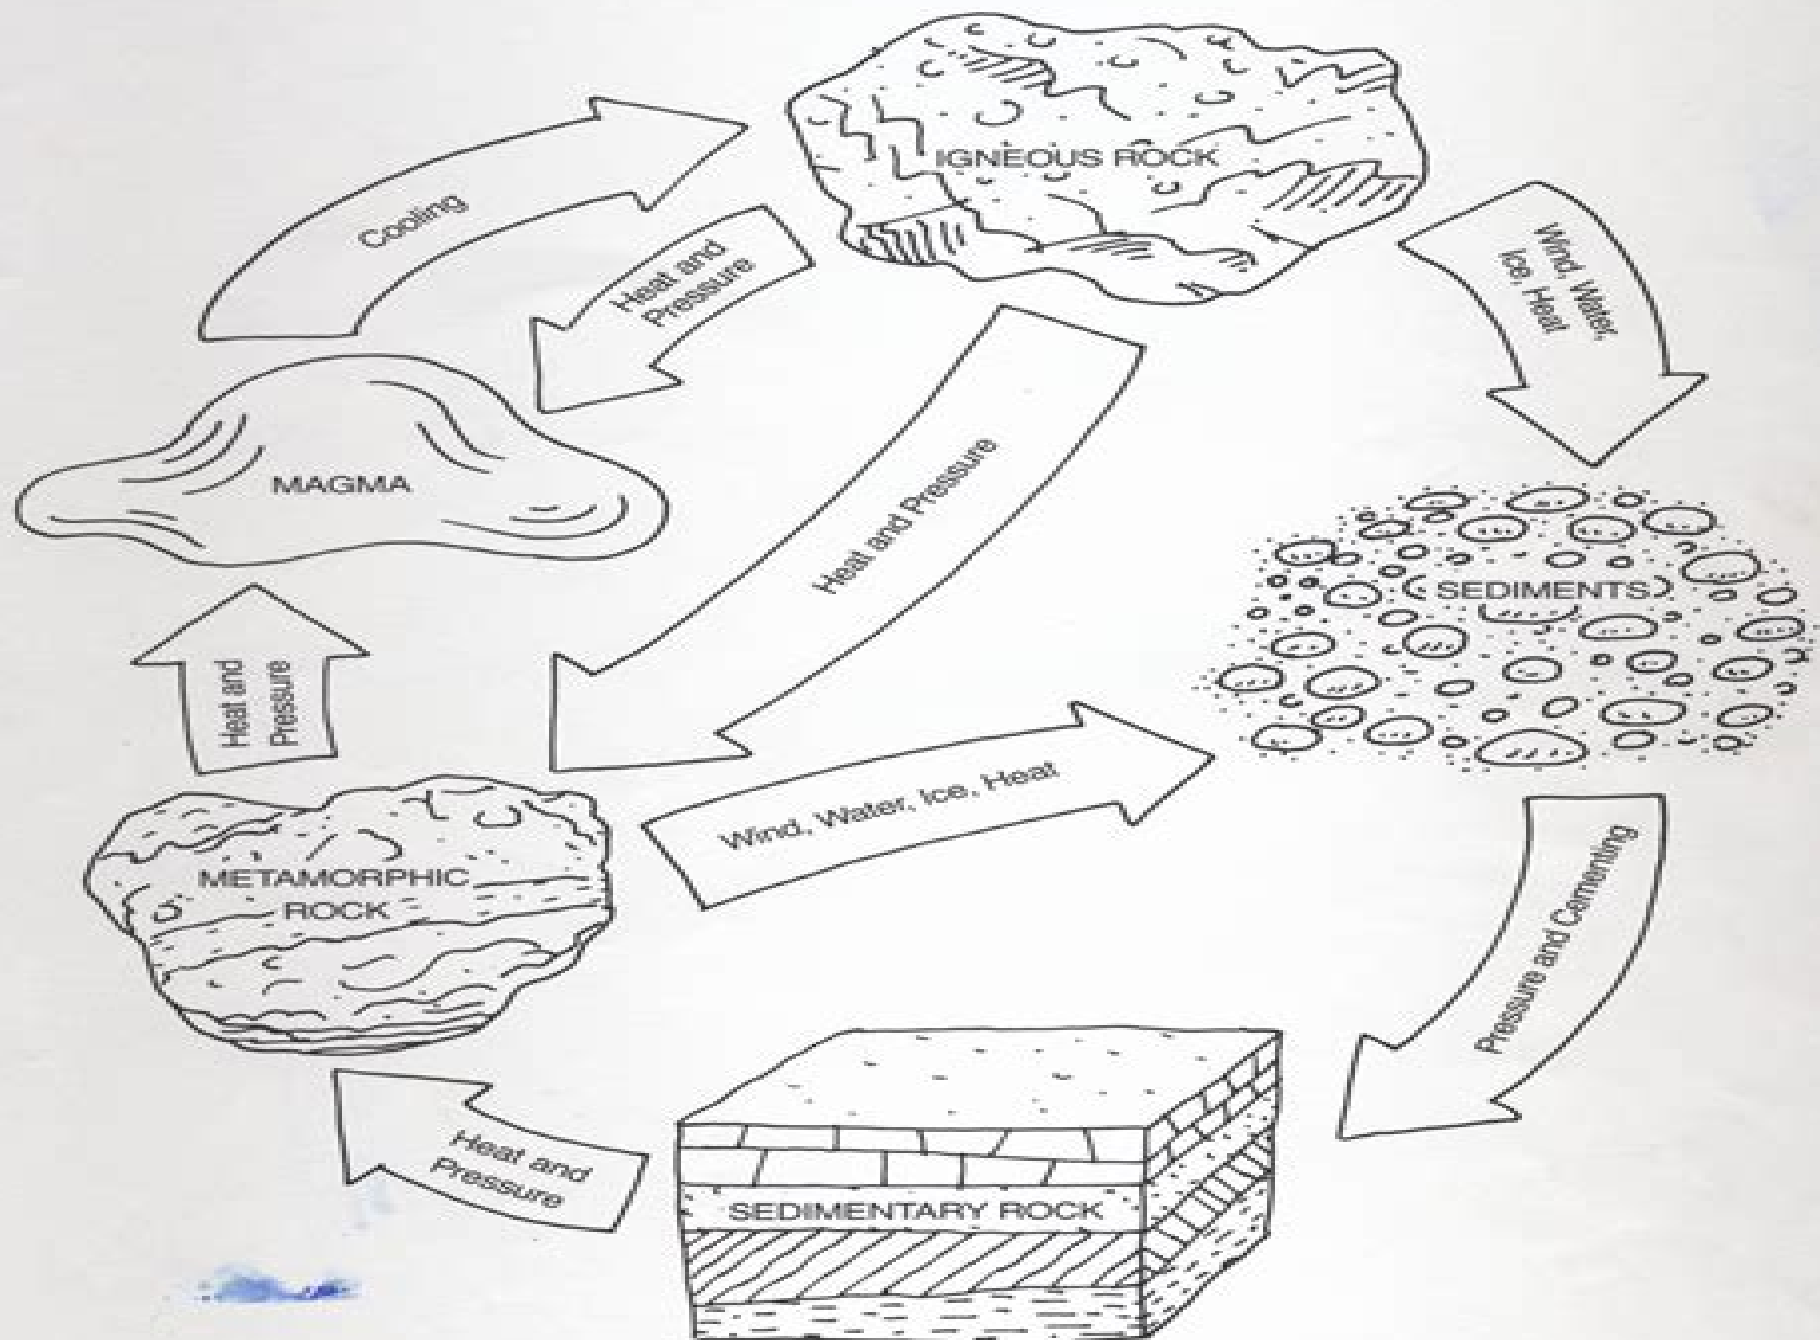 IGNEOUS ROCK
Cooling
Heat and
Pressure
Wind, Water,
Ice, Heat
Heat and Pressure
MAGMA
SEDIMENTS
Heat and
Pressure
Wind, Water, Ice, Heat
METAMORPHIC
ROCK
Pressure and Cementing
Heat and
Pressure
SEDIMENTARY ROCK